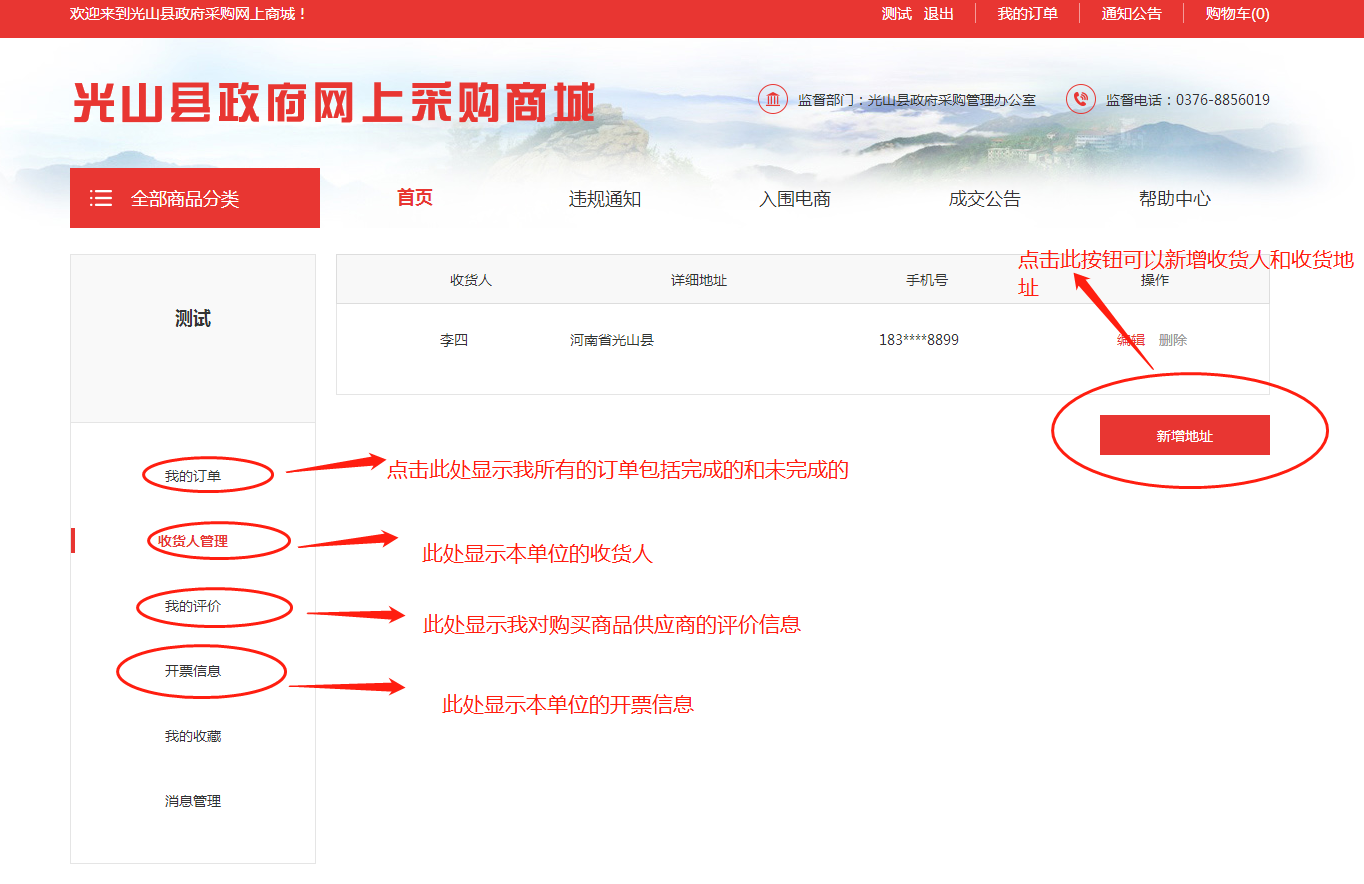 欢迎来到光山县政府采购网上商城！
测试 退出 我的订单 通知公告 购物车(0)
光山县政府网上采购商城
监督部门：光山县政府采购管理办公室 监督电话：0376-8856019
全部商品分类 首页 违规通知 入围电商 成交公告 帮助中心
点击此按钮可以新增收货人和收货地
址
收货人 详细地址 手机号 操作
测试
李四 河南省光山县 183****8899 编辑 删除
新增地址
我的订单
点击此处显示我所有的订单包括完成的和未完成的
收货人管理
此处显示本单位的收货人
我的评价
此处显示我对购买商品供应商的评价信息
开票信息
此处显示本单位的开票信息
我的收藏
消息管理